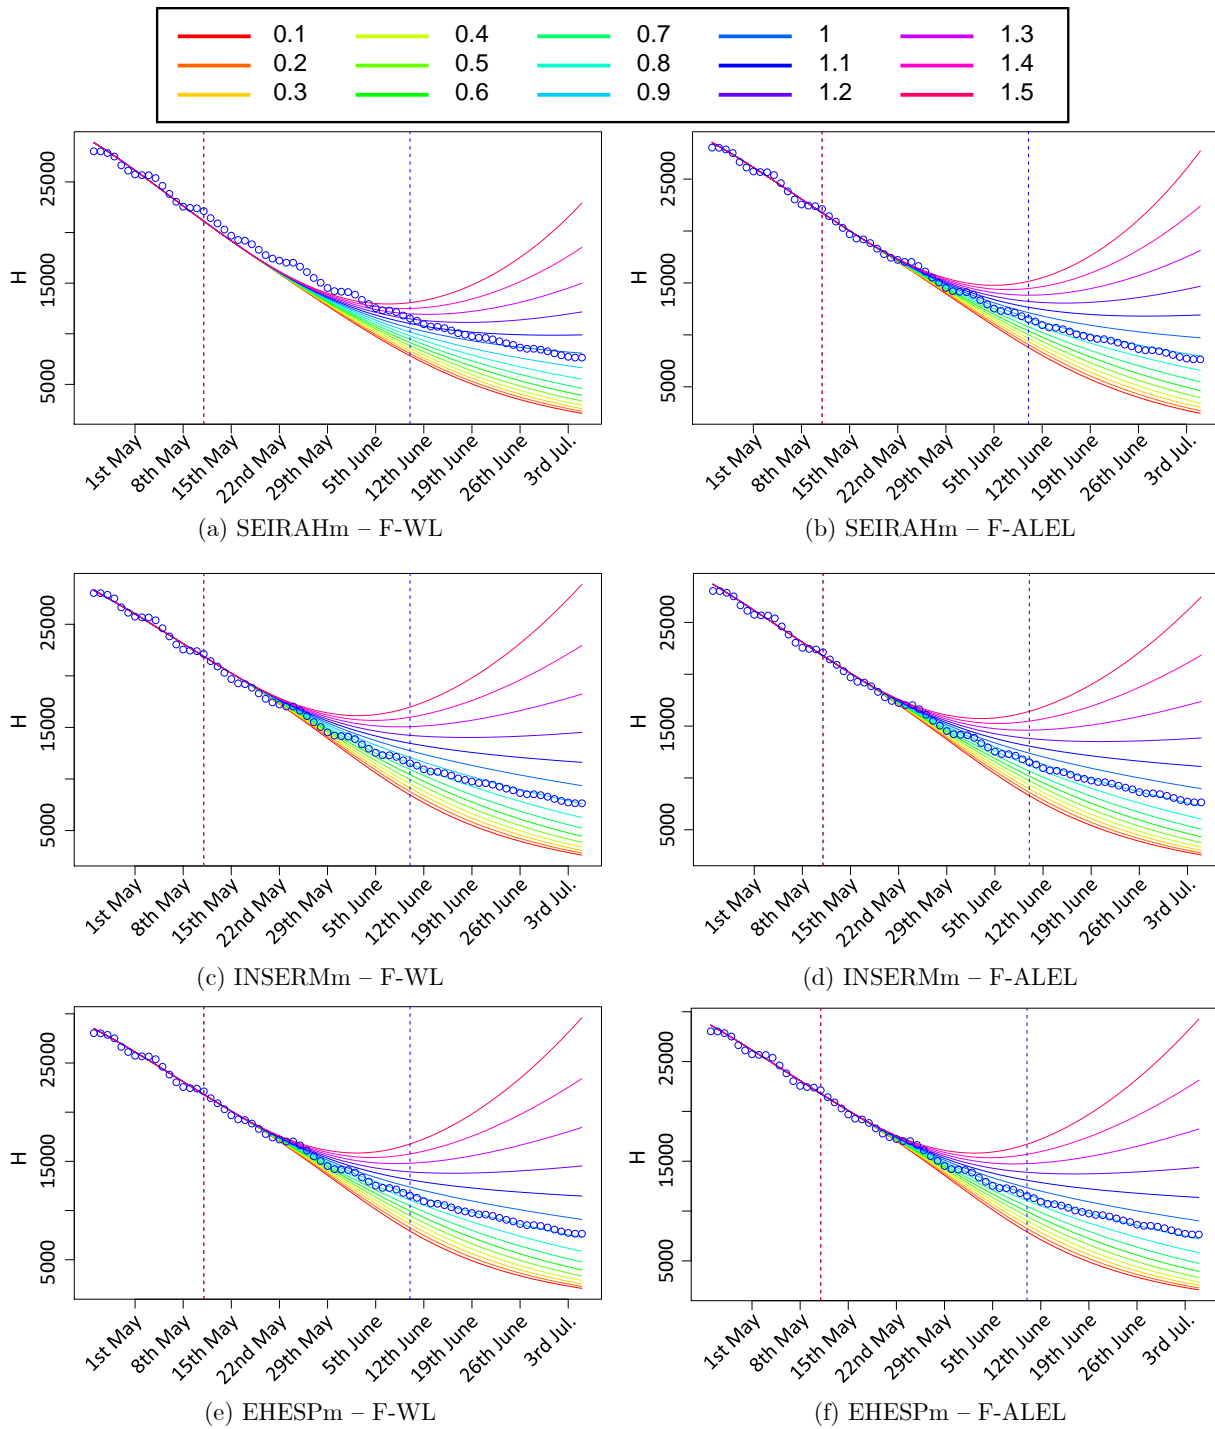 0.1 0.4 0.7 1 1.3
0.2 0.5 0.8 1.1 1.4
0.3 0.6 0.9 1.2 1.5
H
5000 15000 25000
1st May 8th May 15th May 22nd May 29th May 5th June 12th June 19th June 26th June 3rd Jul.
(a) SEIRAHm – F-WL
H
5000 15000 25000
1st May 8th May 15th May 22nd May 29th May 5th June 12th June 19th June 26th June 3rd Jul.
(b) SEIRAHm – F-ALEL
H
5000 15000 25000
1st May 8th May 15th May 22nd May 29th May 5th June 12th June 19th June 26th June 3rd Jul.
(c) INSERMm – F-WL
H
5000 15000 25000
1st May 8th May 15th May 22nd May 29th May 5th June 12th June 19th June 26th June 3rd Jul.
(d) INSERMm – F-ALEL
H
5000 15000 25000
1st May 8th May 15th May 22nd May 29th May 5th June 12th June 19th June 26th June 3rd Jul.
(e) EHESPm – F-WL
H
5000 15000 25000
1st May 8th May 15th May 22nd May 29th May 5th June 12th June 19th June 26th June 3rd Jul.
(f) EHESPm – F-ALEL